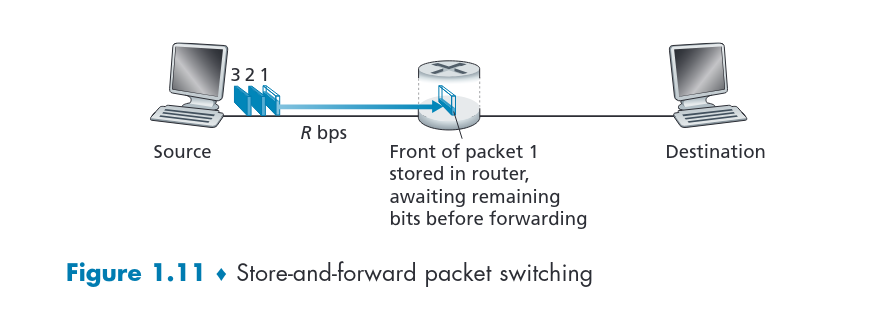 3 2 1
R bps
Source
Front of packet 1
stored in router,
awaiting remaining
bits before forwarding
Destination
Figure 1.11 ♦ Store-and-forward packet switching